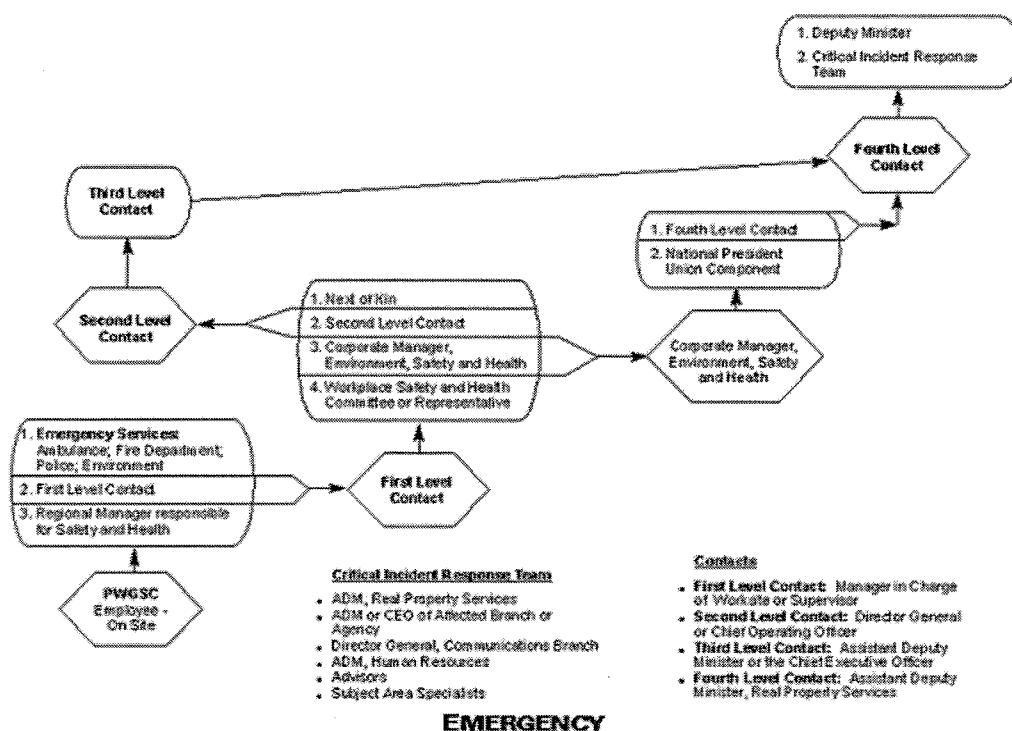 1. Deputy Minister
2. Critical Incident Response
Team
Fourth Level
Contact
Third Level
Contact
1. Fourth Level Contact
2. National President
Union Component
Second Level
Contact
1. Next of Kin
2. Second Level Contact
3. Corporate Manager,
Environment, Safety and Health
4. Workplace Safety and Health
Committee or Representative
Corporate Manager,
Environment, Safety
and Health
1. Emergency Services:
Ambulance; Fire Department;
Police; Environment
2. First Level Contact
3. Regional Manager responsible
for Safety and Health
First Level
Contact
PWGSC
Employee -
On Site
Critical Incident Response Team
• ADM, Real Property Services
• ADM or CEO of Affected Branch or
Agency
• Director General, Communications Branch
• ADM, Human Resources
• Advisors
• Subject Area Specialists
Contacts
• First Level Contact: Manager in Charge
of Worksite or Supervisor
• Second Level Contact: Director General
or Chief Operating Officer
• Third Level Contact: Assistant Deputy
Minister or the Chief Executive Officer
• Fourth Level Contact: Assistant Deputy
Minister, Real Property Services
EMERGENCY